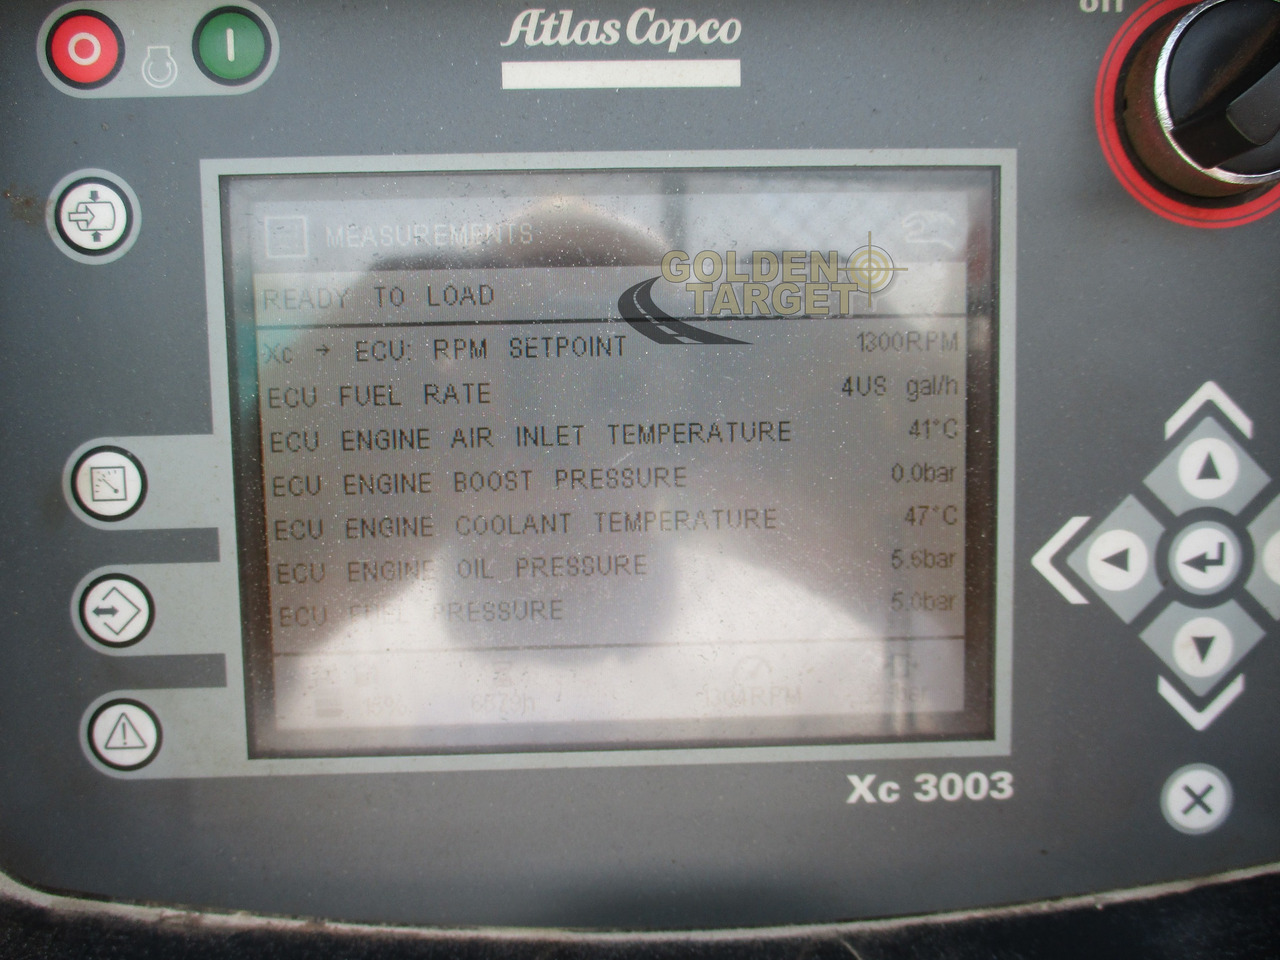 Atlas Copco
off
MEASUREMENTS
GOLDEN
TARGET
READY TO LOAD
Xc → ECU: RPM SETPOINT 1300RPM
ECU FUEL RATE 4US gal/h
ECU ENGINE AIR INLET TEMPERATURE 41°C
ECU ENGINE BOOST PRESSURE 0.0bar
ECU ENGINE COOLANT TEMPERATURE 47°C
ECU ENGINE OIL PRESSURE 5.6bar
ECU FUEL PRESSURE 5.0bar
6679h
Xc 3003